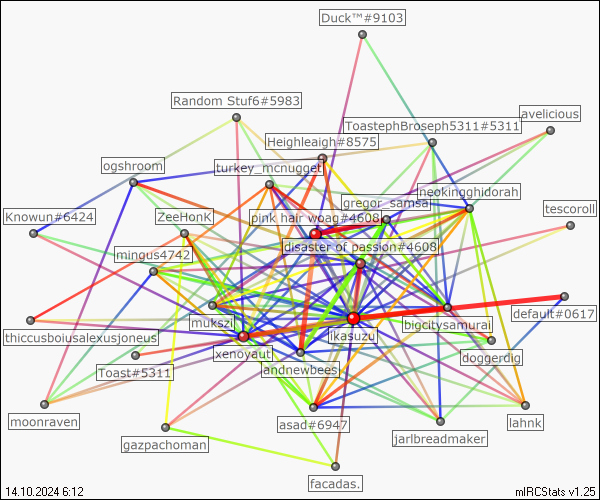 Duck™#9103
Random Stuf6#5983
avelicious
ToastephBroseph5311#5311
Heighleaigh#8575
ogshroom
turkey_mcnugget
neokingghidorah
gregor_samsa
tescoroll
Knowun#6424
ZeeHonK
pink hair woag#4608
disaster of passion#4608
mingus4742
default#0617
mukszi
bigcitysamurai
thiccusboiusalexusjoneus
ikasuzu
xenoyaut
doggerdig
Toast#5311
andnewbees
moonraven
asad#6947
lahnk
gazpachoman
jarlbreadmaker
facadas.
14.10.2024 6:12
mIRCStats v1.25